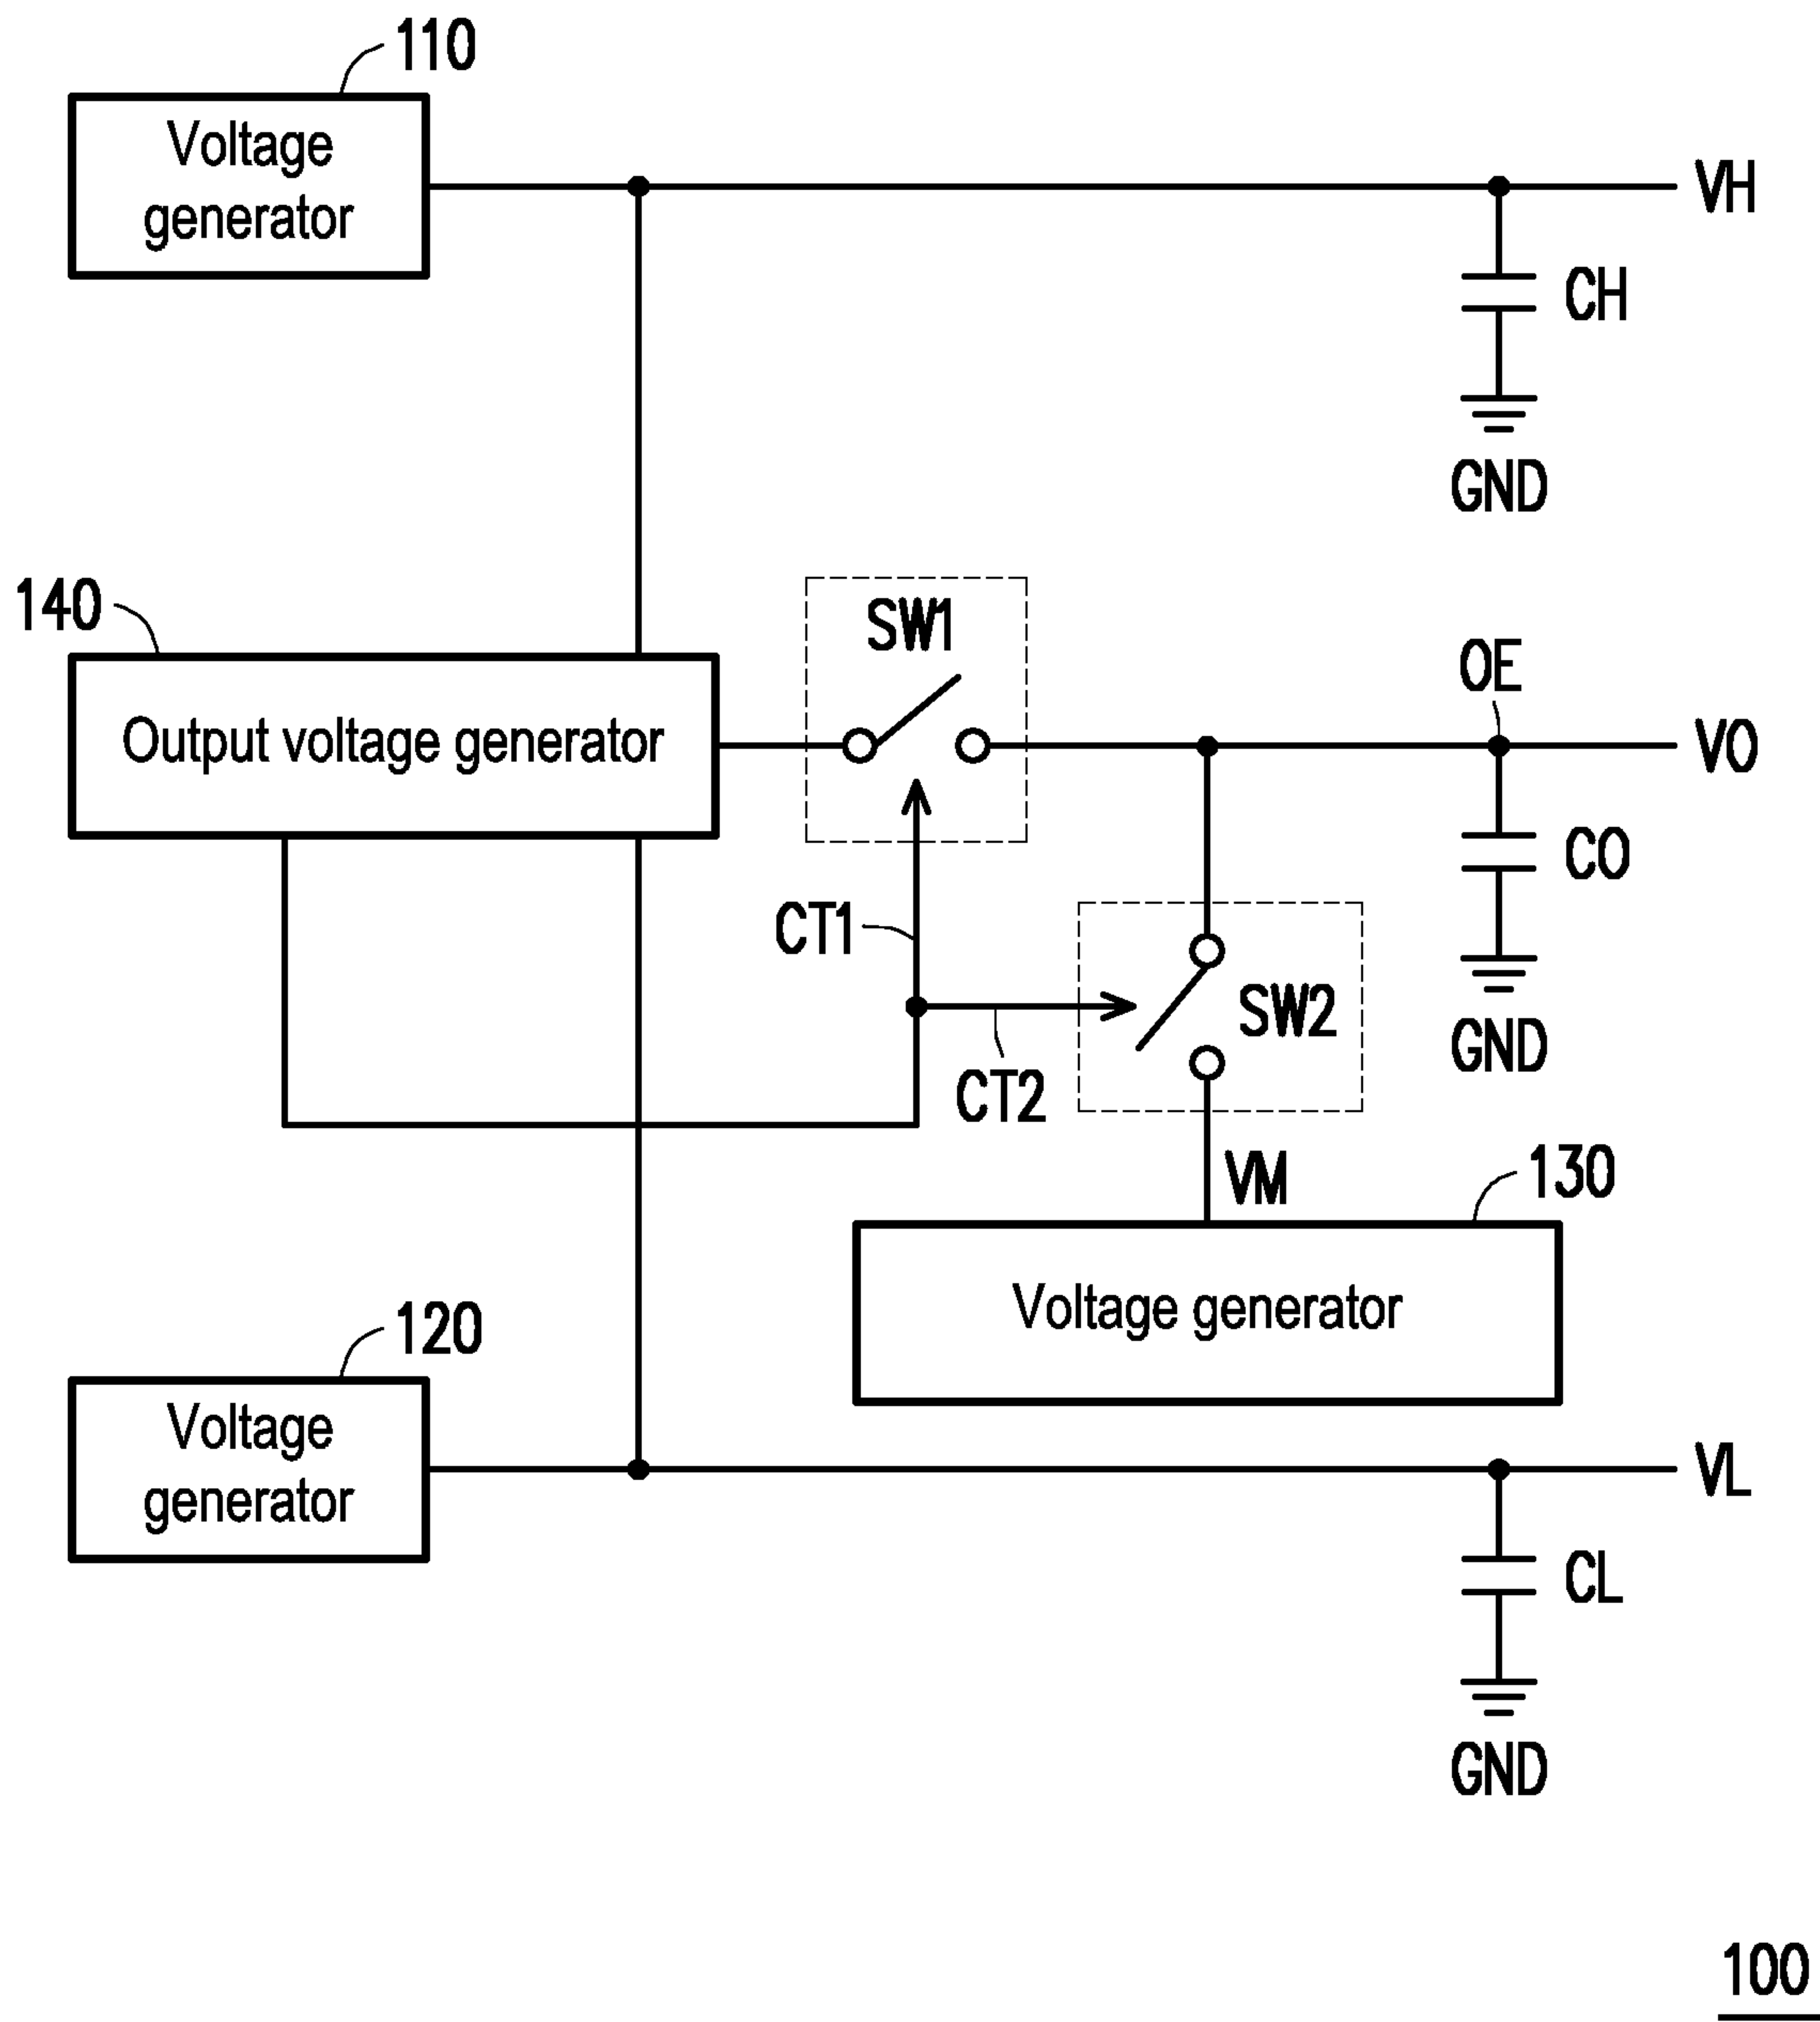 110
Voltage
generator
VH
CH
GND
140
SW1
OE
Output voltage generator
VO
CO
CT1
SW2
GND
CT2
VM
130
Voltage generator
120
Voltage
generator
VL
CL
GND
100